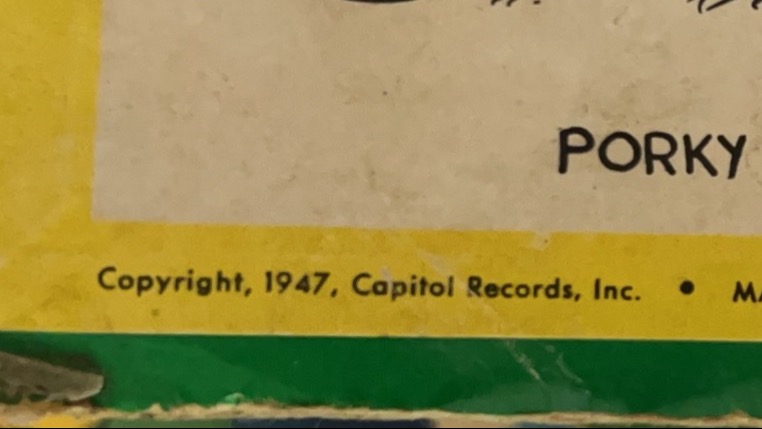 PORKY
Copyright, 1947, Capitol Records, Inc. •